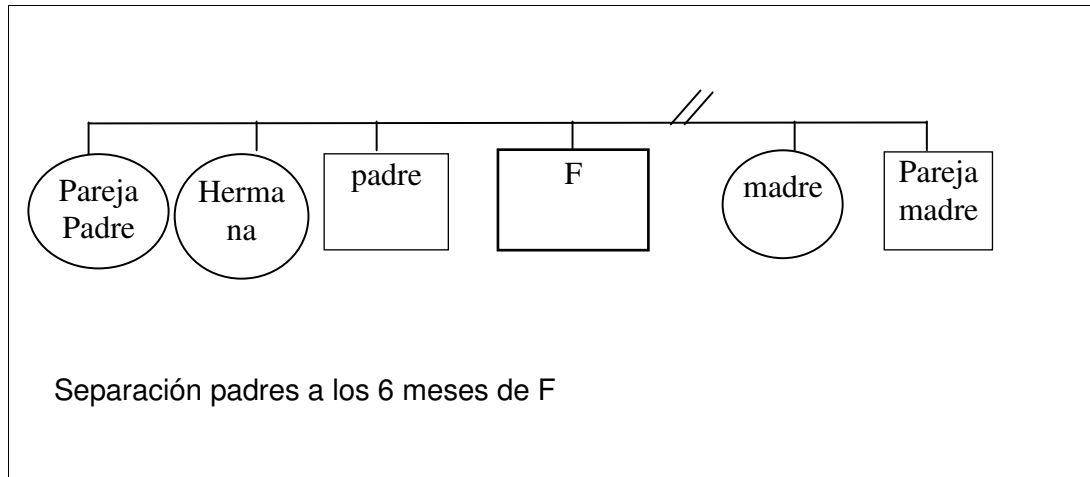 Pareja
Padre
Herma
na
padre
F
madre
Pareja
madre
Separación padres a los 6 meses de F